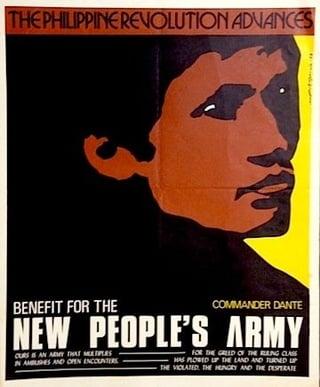 THE PHILIPPINE REVOLUTION ADVANCES
BENEFIT FOR THE
COMMANDER DANTE
NEW PEOPLE'S ARMY
OURS IS AN ARMY THAT MULTIPLIES
IN AMBUSHES AND OPEN ENCOUNTERS.
FOR THE GREED OF THE RULING CLASS
HAS PLOWED UP THE LAND AND TURNED UP
THE VIOLATED, THE HUNGRY AND THE DESPERATE